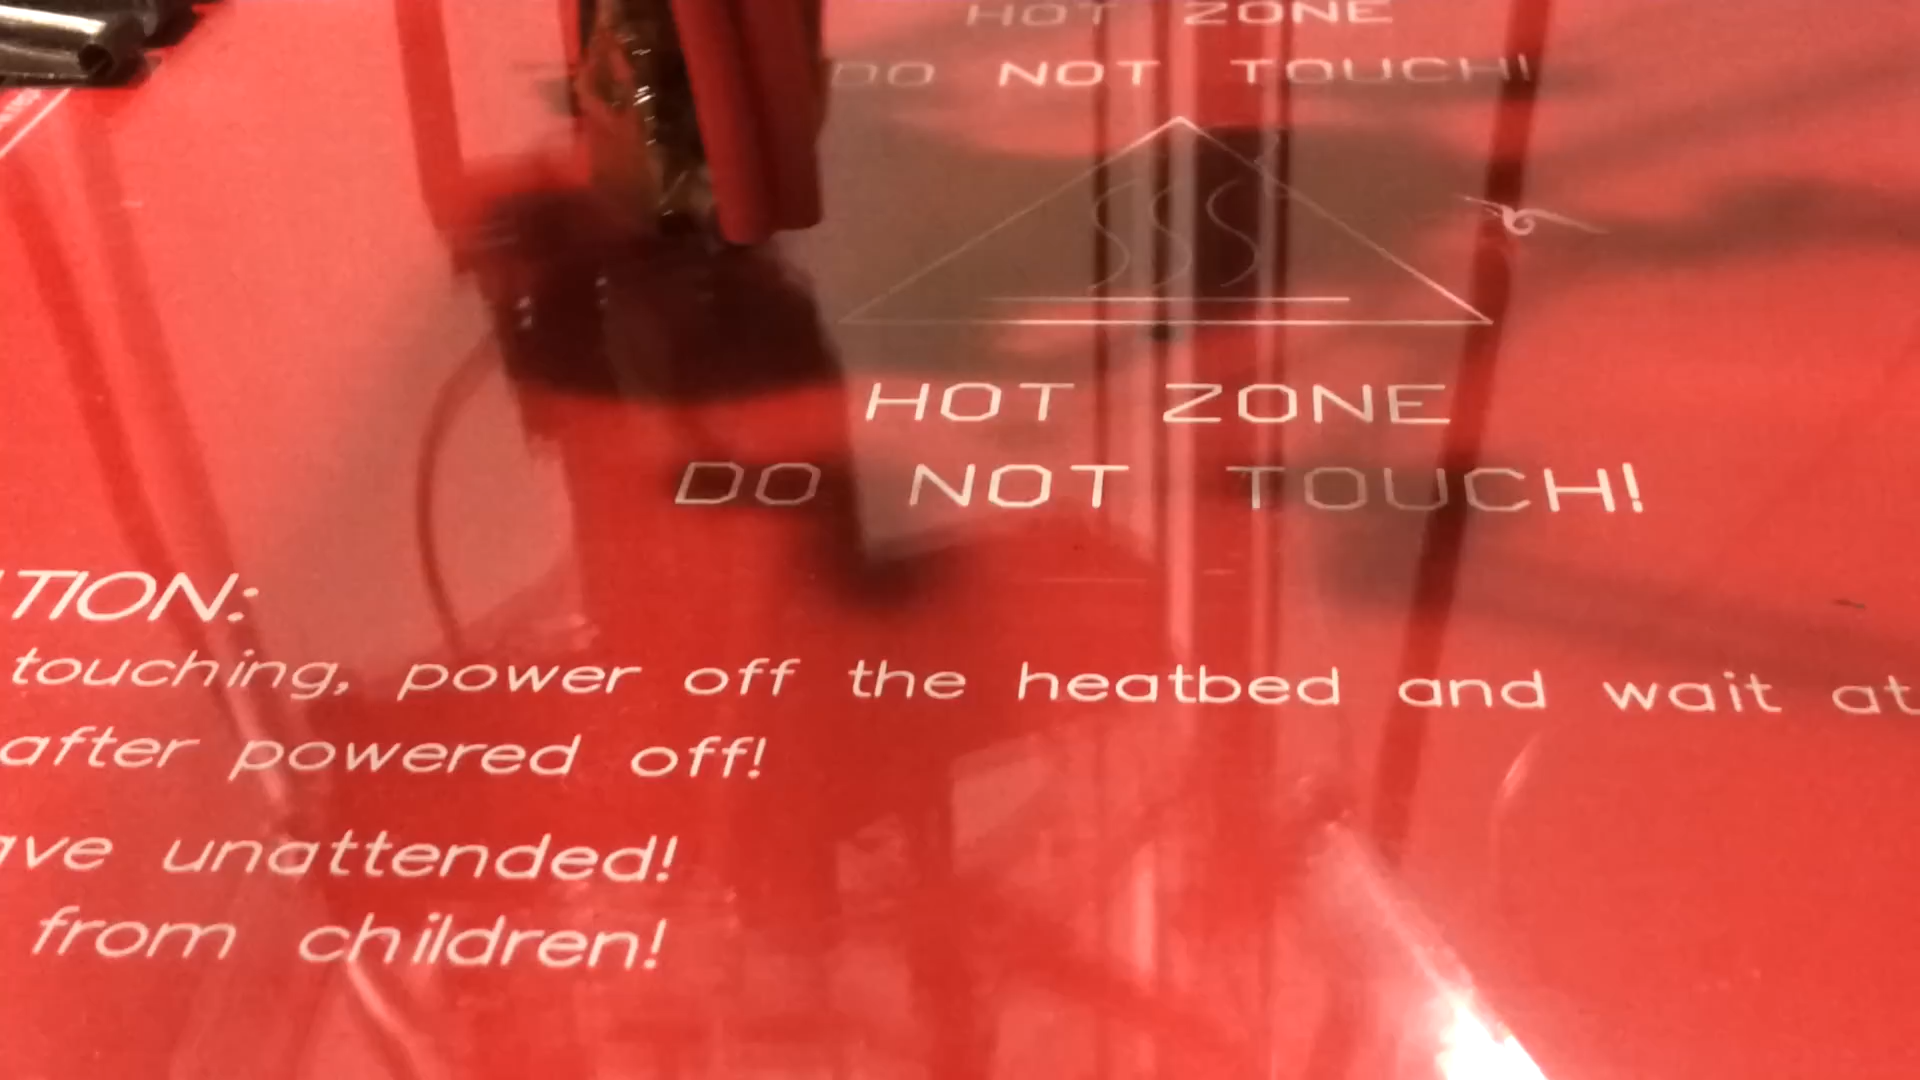 HOT ZONE
DO NOT TOUCH!
HOT ZONE
DO NOT TOUCH!
TION:
touching, power off the heatbed and wait at
after powered off!
ave unattended!
from children!